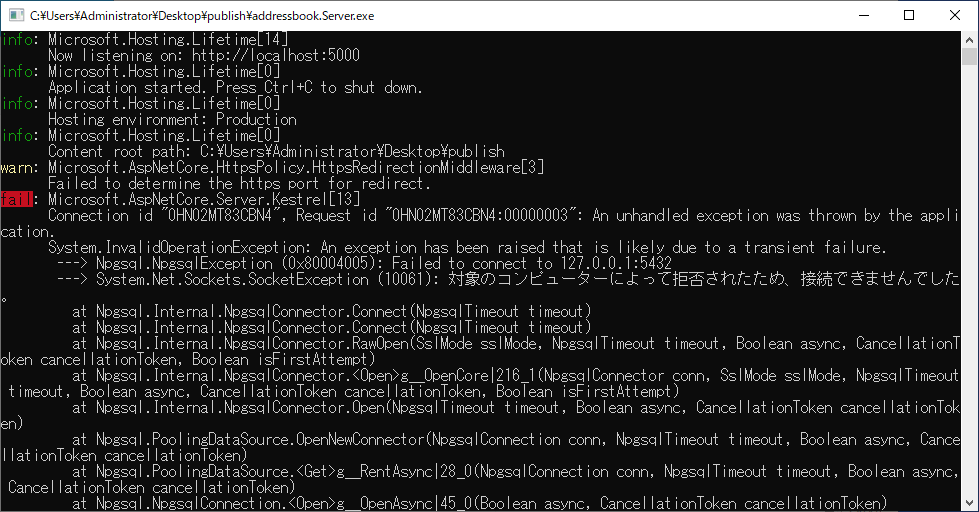 C:¥Users¥Administrator¥Desktop¥publish¥addressbook.Server.exe
info: Microsoft.Hosting.Lifetime[14]
Now listening on: http://localhost:5000
info: Microsoft.Hosting.Lifetime[0]
Application started. Press Ctrl+C to shut down.
info: Microsoft.Hosting.Lifetime[0]
Hosting environment: Production
info: Microsoft.Hosting.Lifetime[0]
Content root path: C:¥Users¥Administrator¥Desktop¥publish
warn: Microsoft.AspNetCore.HttpsPolicy.HttpsRedirectionMiddleware[3]
Failed to determine the https port for redirect.
fail: Microsoft.AspNetCore.Server.Kestrel[13]
Connection id "0HN02MT83CBN4", Request id "0HN02MT83CBN4:00000003": An unhandled exception was thrown by the appli
cation.
System.InvalidOperationException: An exception has been raised that is likely due to a transient failure.
---> Npgsql.NpgsqlException (0x80004005): Failed to connect to 127.0.0.1:5432
---> System.Net.Sockets.SocketException (10061): 対象のコンピューターによって拒否されたため、接続できませんでした
。
at Npgsql.Internal.NpgsqlConnector.Connect(NpgsqlTimeout timeout)
at Npgsql.Internal.NpgsqlConnector.Connect(NpgsqlTimeout timeout)
at Npgsql.Internal.NpgsqlConnector.RawOpen(SslMode sslMode, NpgsqlTimeout timeout, Boolean async, CancellationT
oken cancellationToken, Boolean isFirstAttempt)
at Npgsql.Internal.NpgsqlConnector.<Open>g__OpenCore|216_1(NpgsqlConnector conn, SslMode sslMode, NpgsqlTimeout
timeout, Boolean async, CancellationToken cancellationToken, Boolean isFirstAttempt)
at Npgsql.Internal.NpgsqlConnector.Open(NpgsqlTimeout timeout, Boolean async, CancellationToken cancellationTok
en)
at Npgsql.PoolingDataSource.OpenNewConnector(NpgsqlConnection conn, NpgsqlTimeout timeout, Boolean async, Cance
llationToken cancellationToken)
at Npgsql.PoolingDataSource.<Get>g__RentAsync|28_0(NpgsqlConnection conn, NpgsqlTimeout timeout, Boolean async,
CancellationToken cancellationToken)
at Npgsql.NpgsqlConnection.<Open>g__OpenAsync|45_0(Boolean async, CancellationToken cancellationToken)